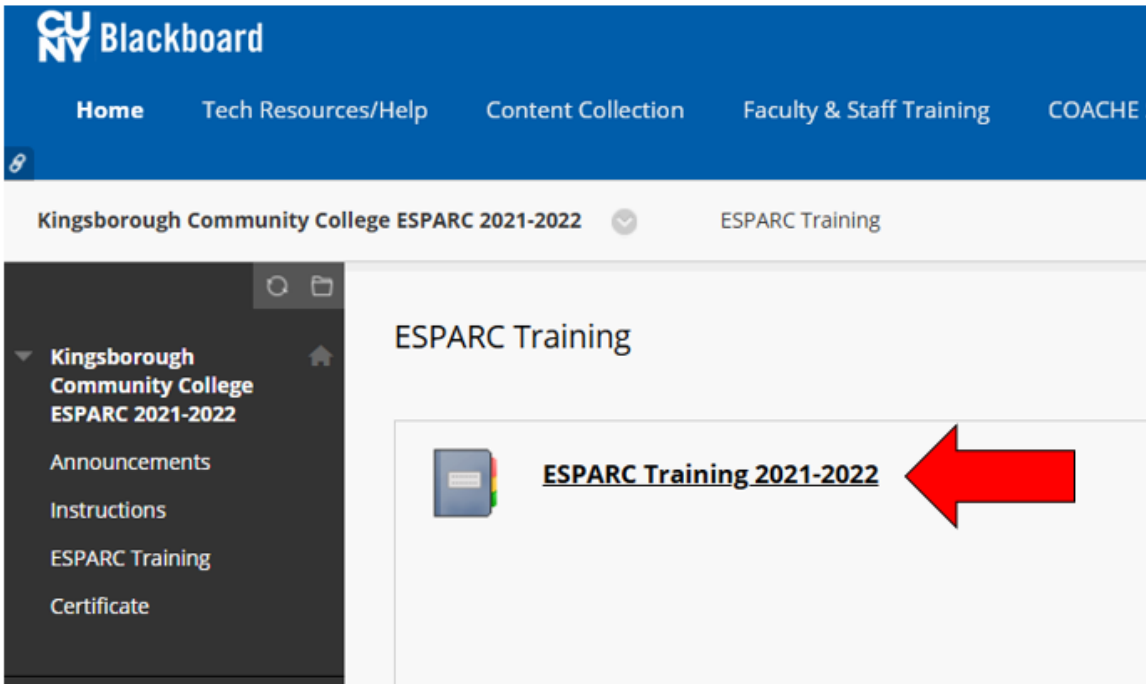 CUNY Blackboard
Home Tech Resources/Help Content Collection Faculty & Staff Training COACHE
Kingsborough Community College ESPARC 2021-2022 ESPARC Training
Kingsborough
Community College
ESPARC 2021-2022
Announcements
Instructions
ESPARC Training
Certificate
ESPARC Training
ESPARC Training 2021-2022